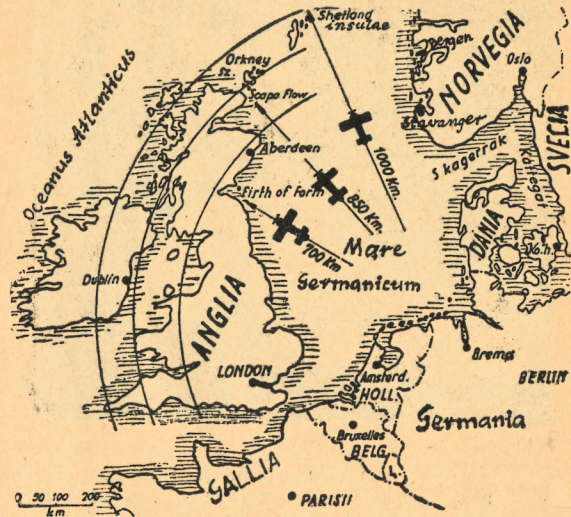 Shetland
insulae
Bergen
Oslo
NORVEGIA
SVECIA
Orkney
Scapa Flow
Stavanger
Oceanus Atlanticus
Aberdeen
1000 Km.
Skagerrak
Kattegat
Firth of Forth
850 Km.
700 Km
Mare
Germanicum
DANIA
Dublin
ANGLIA
LONDON
Amsterd.
HOLL.
Brema
BERLIN
Germania
Bruxelles
BELG.
GALLIA
PARISII
0 50 100 200
km